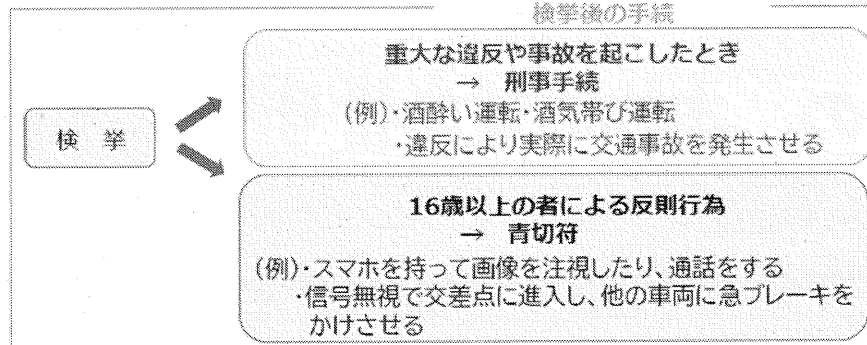 検挙後の手続
検 挙
重大な違反や事故を起こしたとき
→ 刑事手続
(例)・酒酔い運転・酒気帯び運転
・違反により実際に交通事故を発生させる
16歳以上の者による反則行為
→ 青切符
(例)・スマホを持って画像を注視したり、通話をする
・信号無視で交差点に進入し、他の車両に急ブレーキを
かけさせる